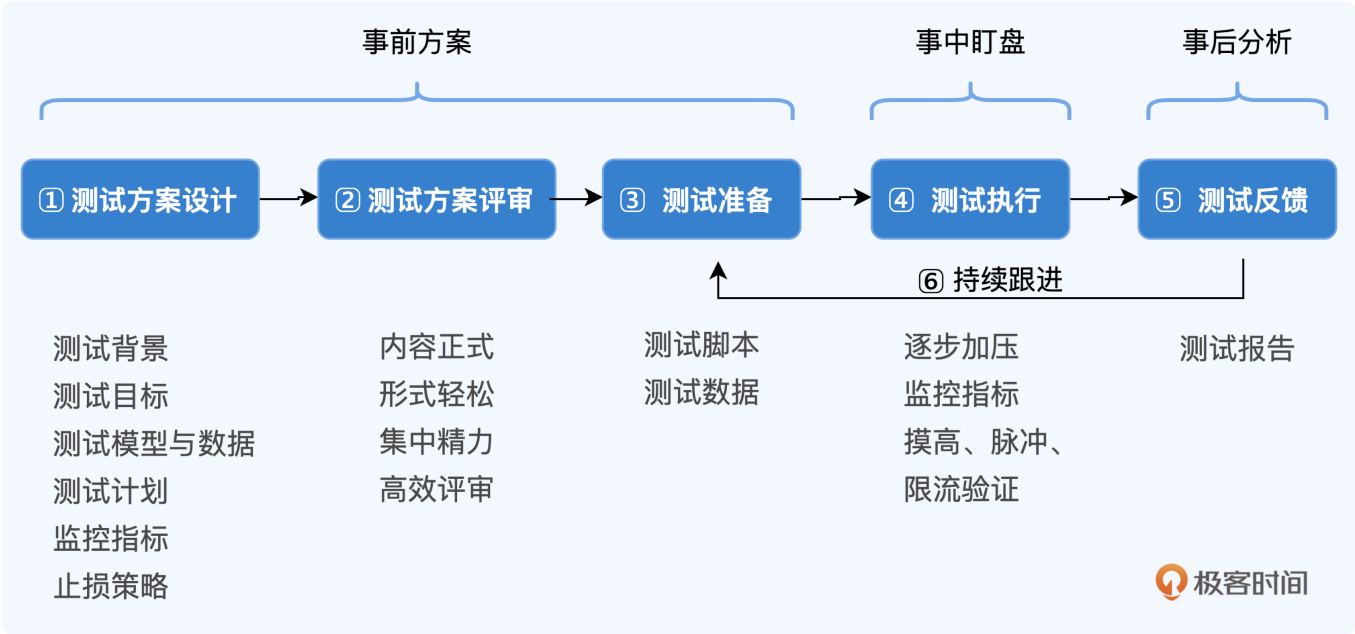 事前方案
事中盯盘
事后分析
① 测试方案设计
② 测试方案评审
③ 测试准备
④ 测试执行
⑤ 测试反馈
⑥ 持续跟进
测试背景
测试目标
测试模型与数据
测试计划
监控指标
止损策略
内容正式
形式轻松
集中精力
高效评审
测试脚本
测试数据
逐步加压
监控指标
摸高、脉冲、
限流验证
测试报告
极客时间